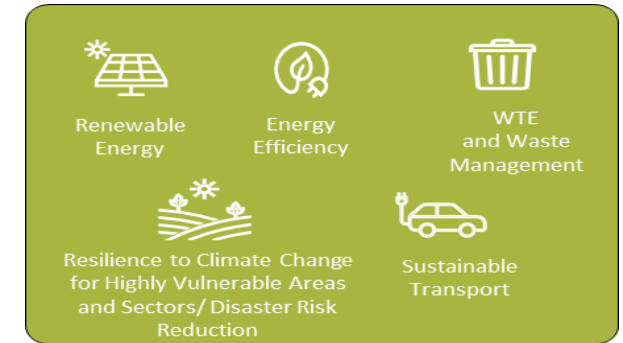 Renewable
Energy
Energy
Efficiency
WTE
and Waste
Management
Resilience to Climate Change
for Highly Vulnerable Areas
and Sectors/ Disaster Risk
Reduction
Sustainable
Transport